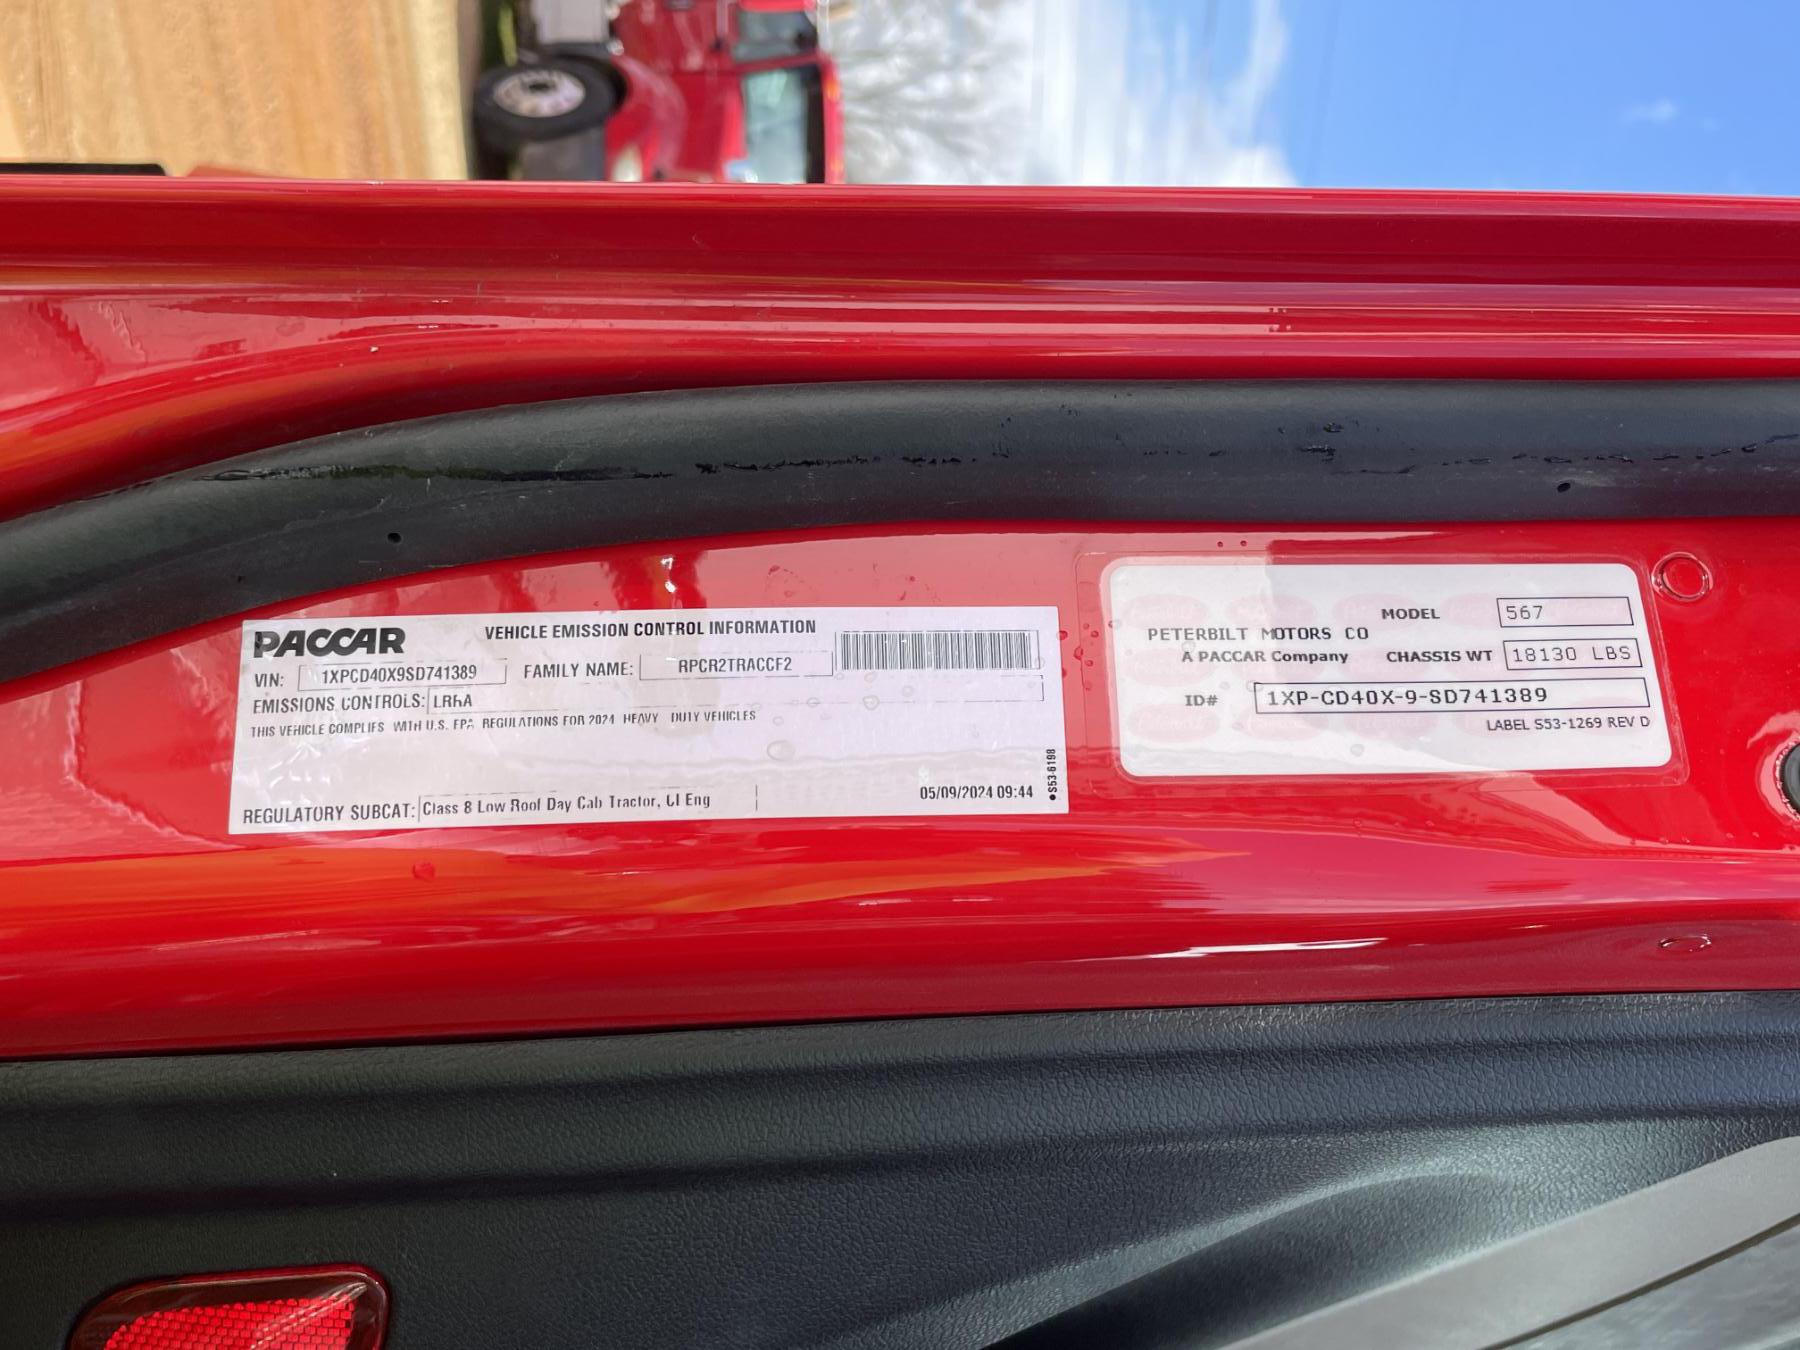 PACCAR VEHICLE EMISSION CONTROL INFORMATION
VIN: 1XPCD40X9SD741389 FAMILY NAME: RPCR2TRACCF2
EMISSIONS CONTROLS:
THIS VEHICLE COMPLIES WITH U.S. EPA REGULATIONS FOR 2024 HEAVY DUTY VEHICLES
REGULATORY SUBCAT: Class 8 Low Roof Day Cab Tractor, CI Eng
05/09/2024 09:44
●S53-6198
MODEL 567
PETERBILT MOTORS CO
A PACCAR Company CHASSIS WT 18130 LBS
ID# 1XP-CD40X-9-SD741389
LABEL S53-1269 REV D